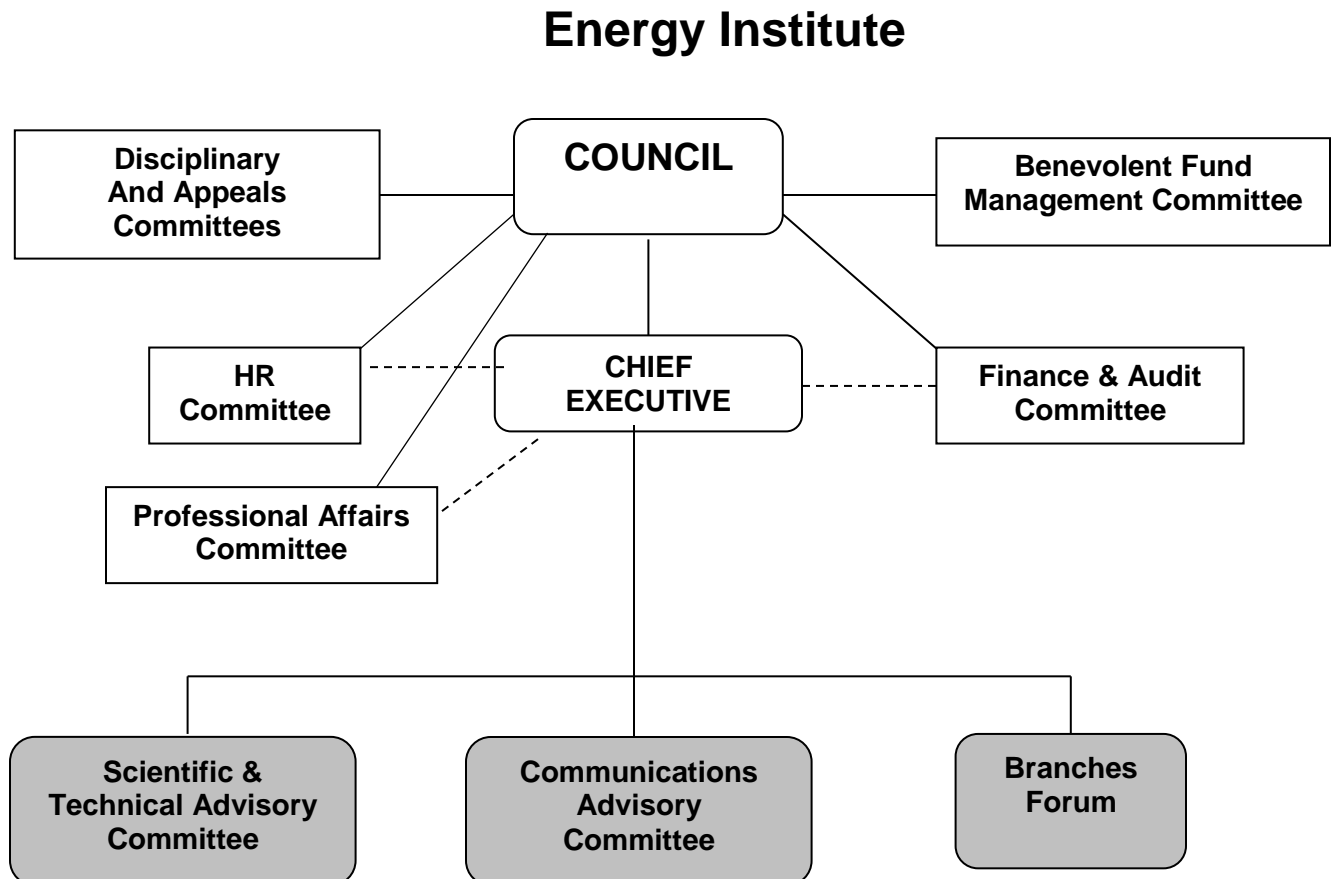 Energy Institute
COUNCIL
Disciplinary
And Appeals
Committees
Benevolent Fund
Management Committee
HR
Committee
CHIEF
EXECUTIVE
Finance & Audit
Committee
Professional Affairs
Committee
Scientific &
Technical Advisory
Committee
Communications
Advisory
Committee
Branches
Forum